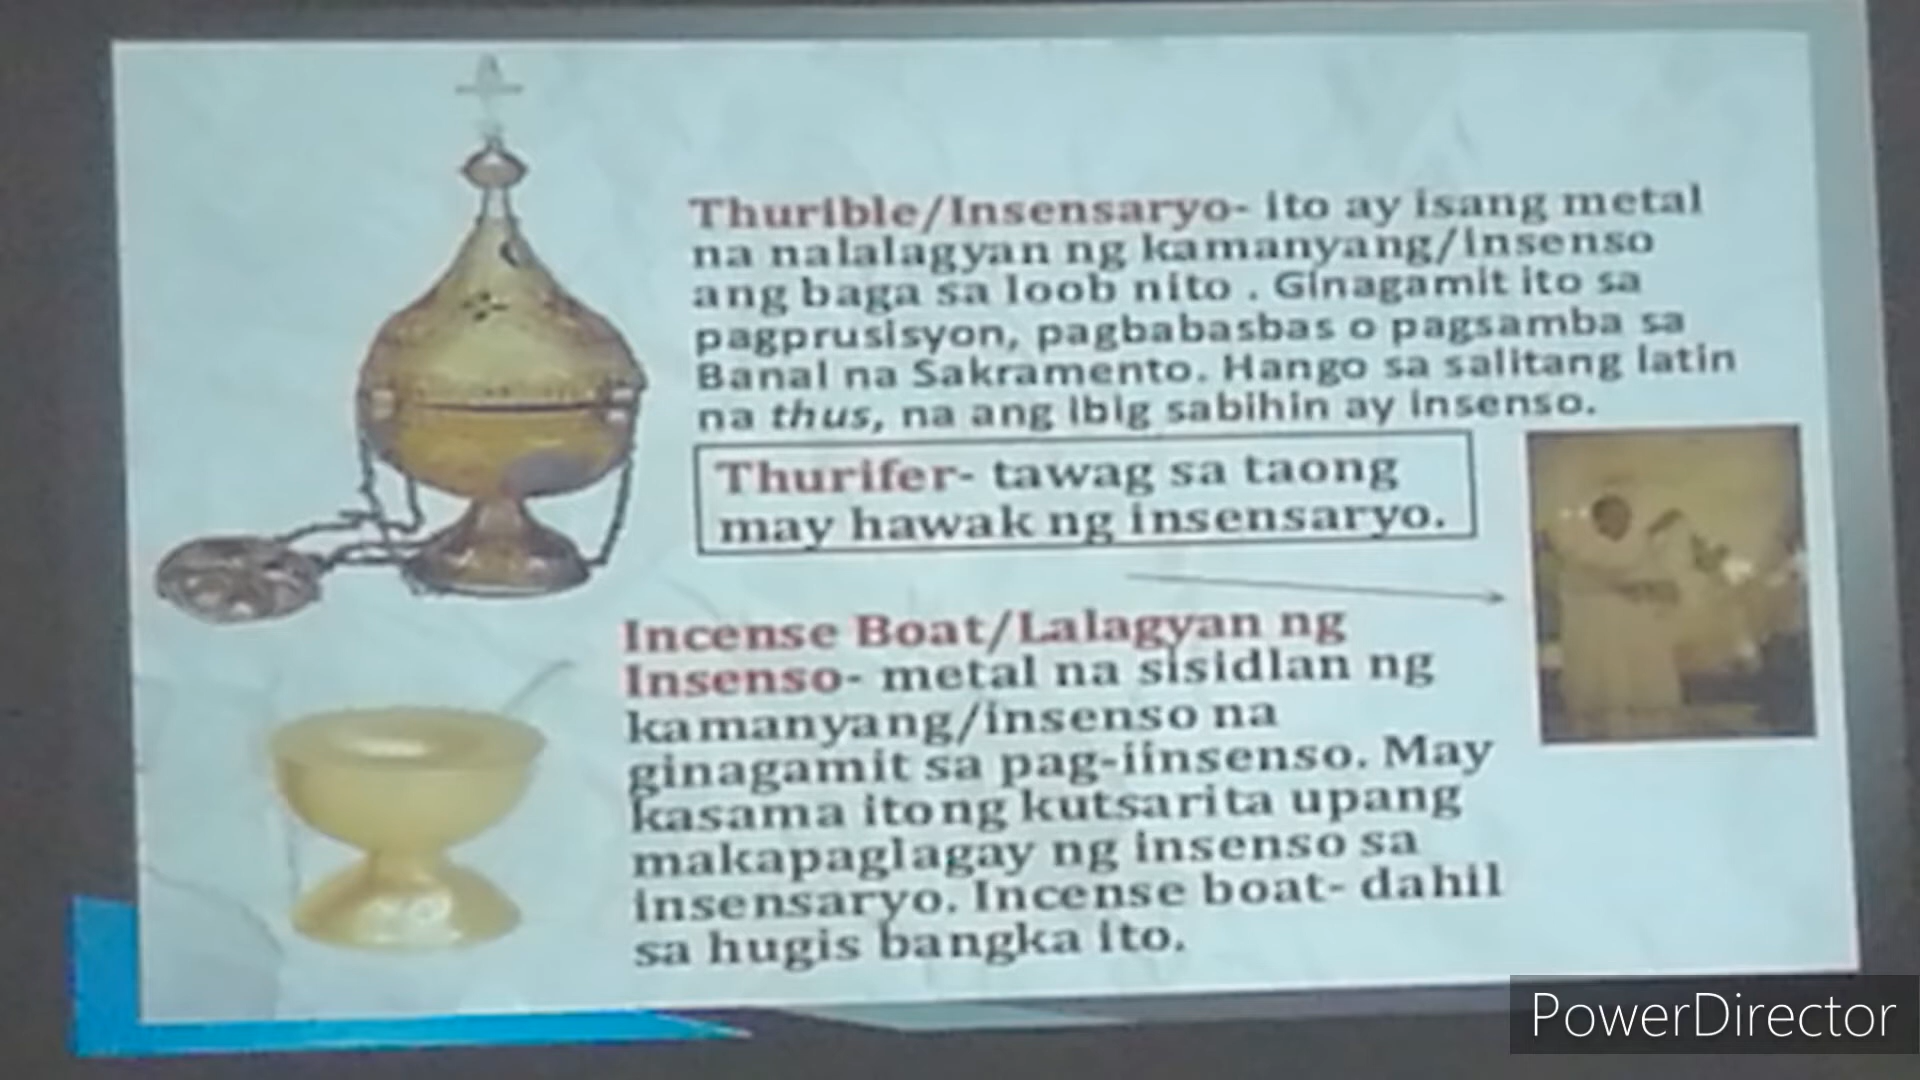 Thurible/Insensaryo- ito ay isang metal
na nalalagyan ng kamanyang/insenso
ang baga sa loob nito . Ginagamit ito sa
pagprusisyon, pagbabasbas o pagsamba sa
Banal na Sakramento. Hango sa salitang latin
na thus, na ang ibig sabihin ay insenso.
Thurifer- tawag sa taong
may hawak ng insensaryo.
Incense Boat/Lalagyan ng
Insenso- metal na sisidlan ng
kamanyang/insenso na
ginagamit sa pag-iinsenso. May
kasama itong kutsarita upang
makapaglagay ng insenso sa
insensaryo. Incense boat- dahil
sa hugis bangka ito.
PowerDirector